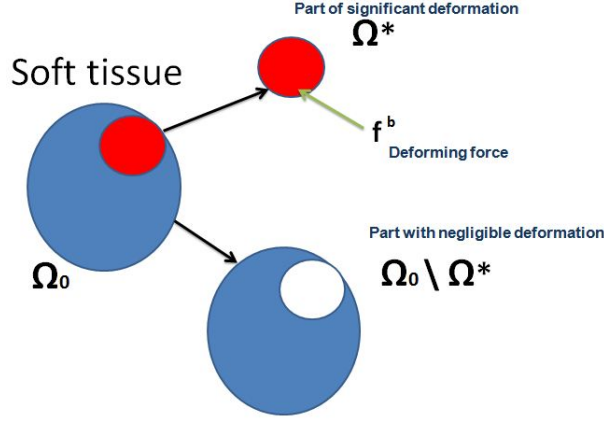 Part of significant deformation
Ω*
Soft tissue
f b
Deforming force
Part with negligible deformation
Ω0
Ω0 \ Ω*